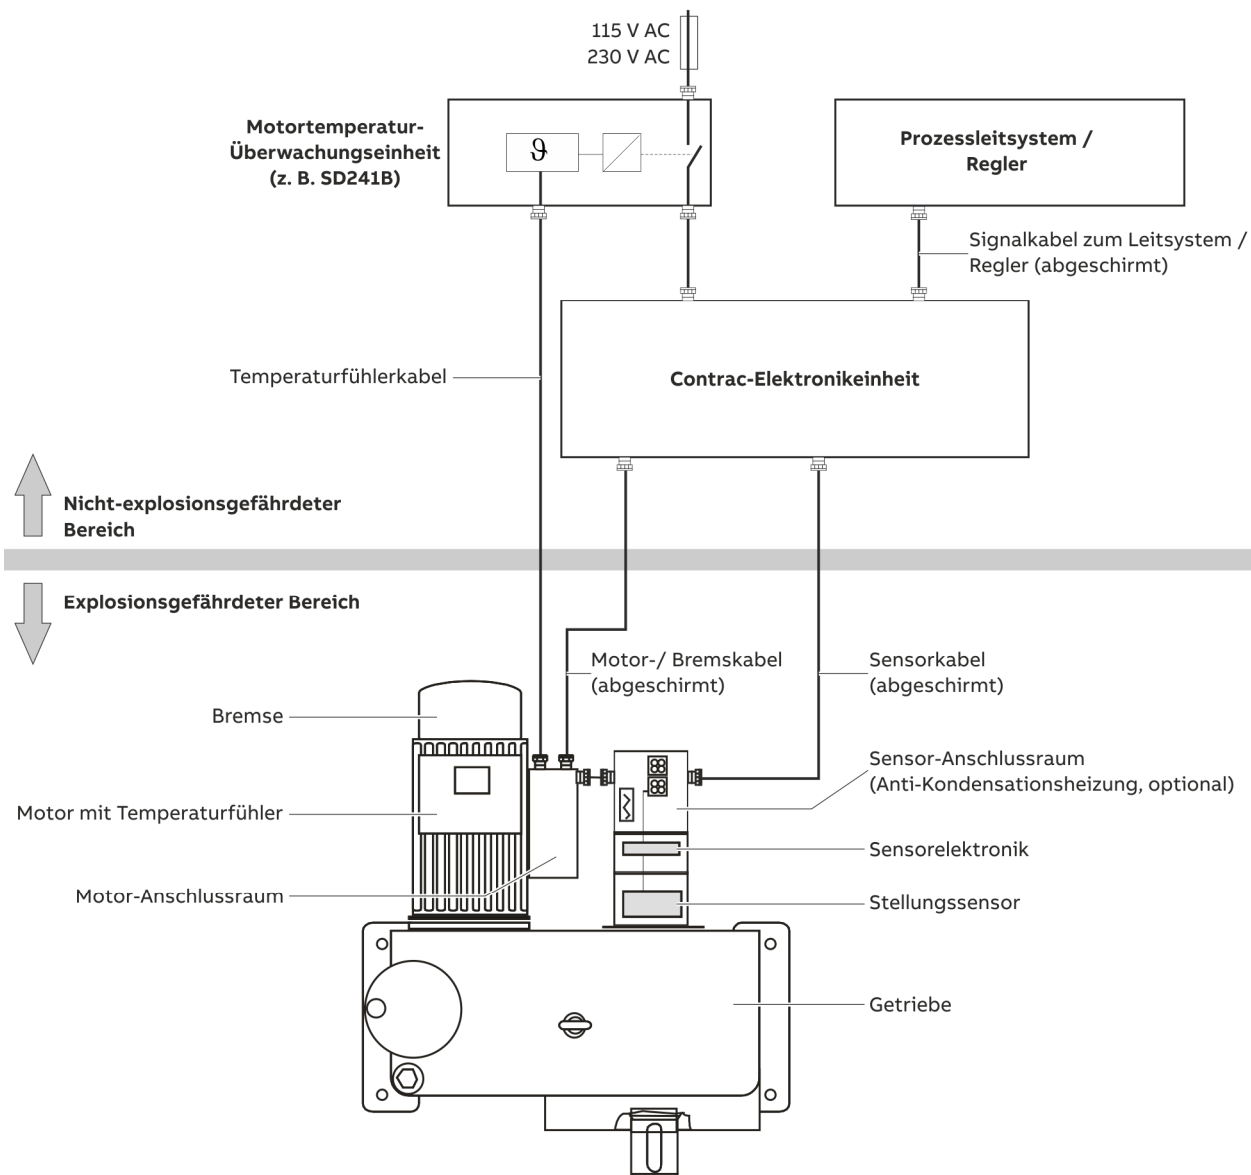 115 V AC
230 V AC
Motortemperatur-
Überwachungseinheit
(z. B. SD241B)
ϑ
Prozessleitsystem /
Regler
Signalkabel zum Leitsystem /
Regler (abgeschirmt)
Temperaturfühlerkabel
Contrac-Elektronikeinheit
Nicht-explosionsgefährdeter
Bereich
Explosionsgefährdeter Bereich
Motor-/ Bremskabel
(abgeschirmt)
Sensorkabel
(abgeschirmt)
Bremse
Sensor-Anschlussraum
(Anti-Kondensationsheizung, optional)
Motor mit Temperaturfühler
Sensorelektronik
Motor-Anschlussraum
Stellungssensor
Getriebe